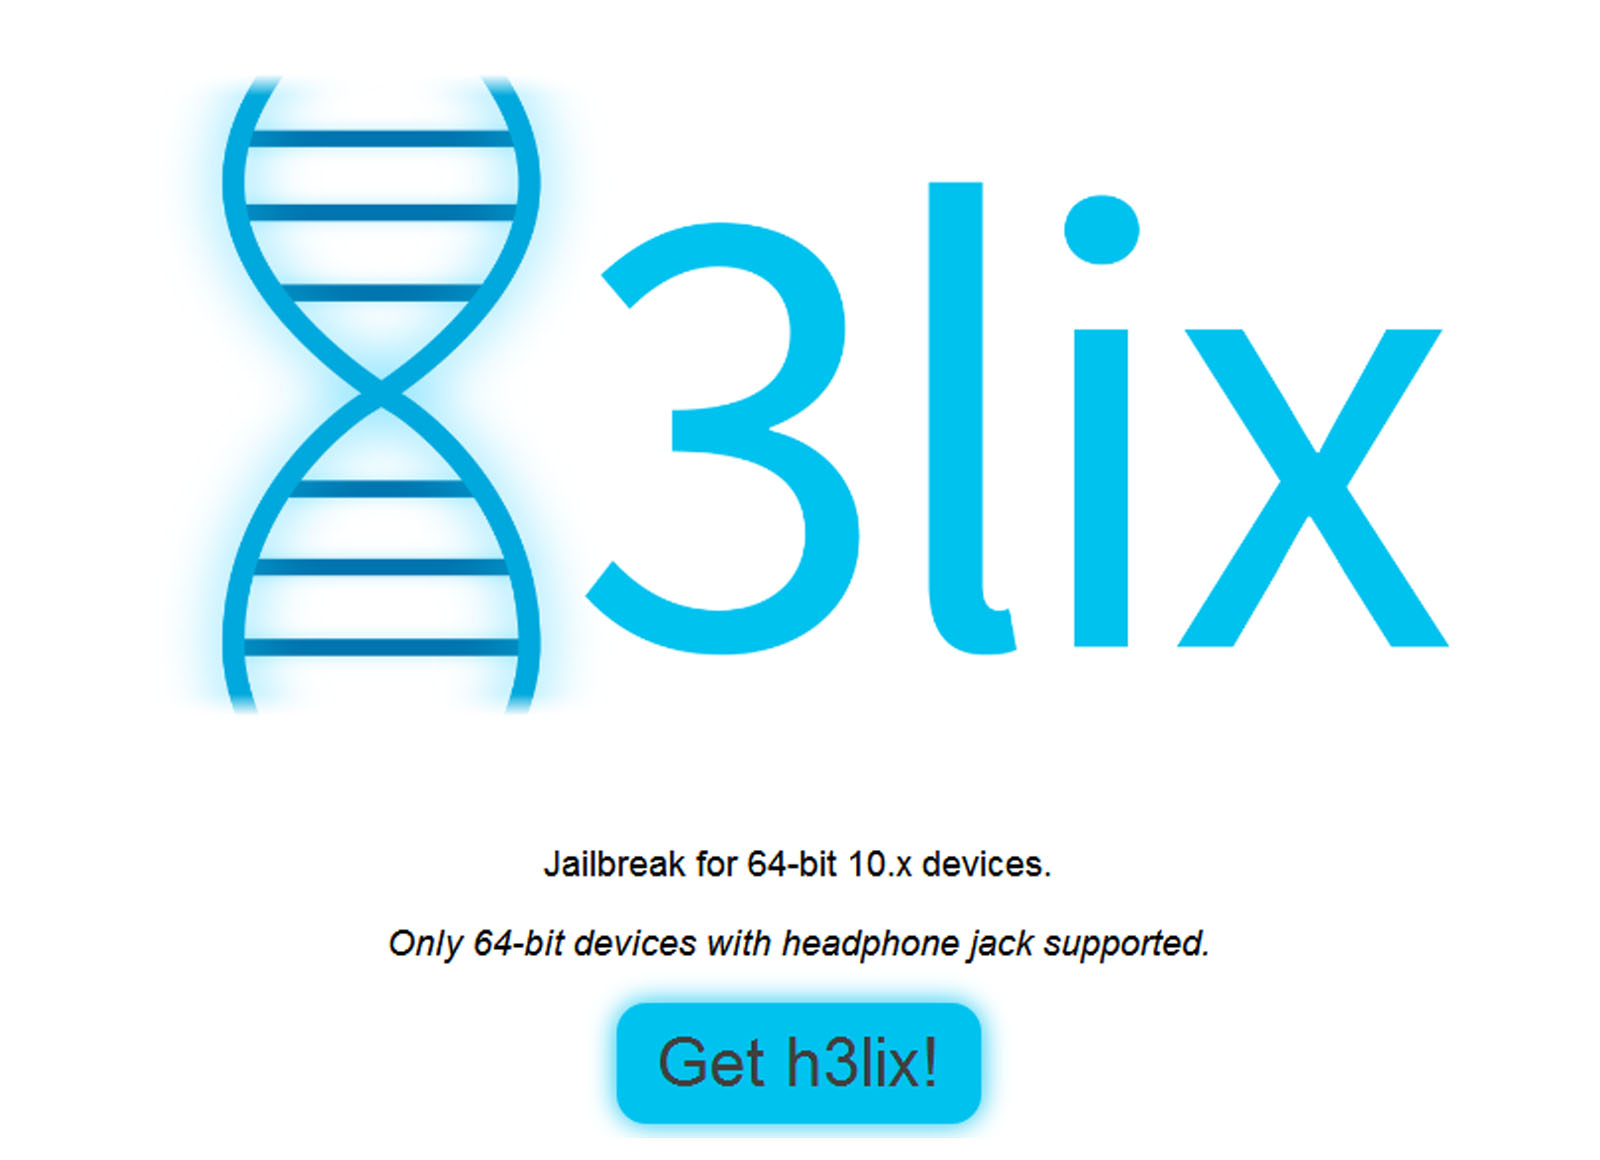 3lix
Jailbreak for 64-bit 10.x devices.
Only 64-bit devices with headphone jack supported.
Get h3lix!